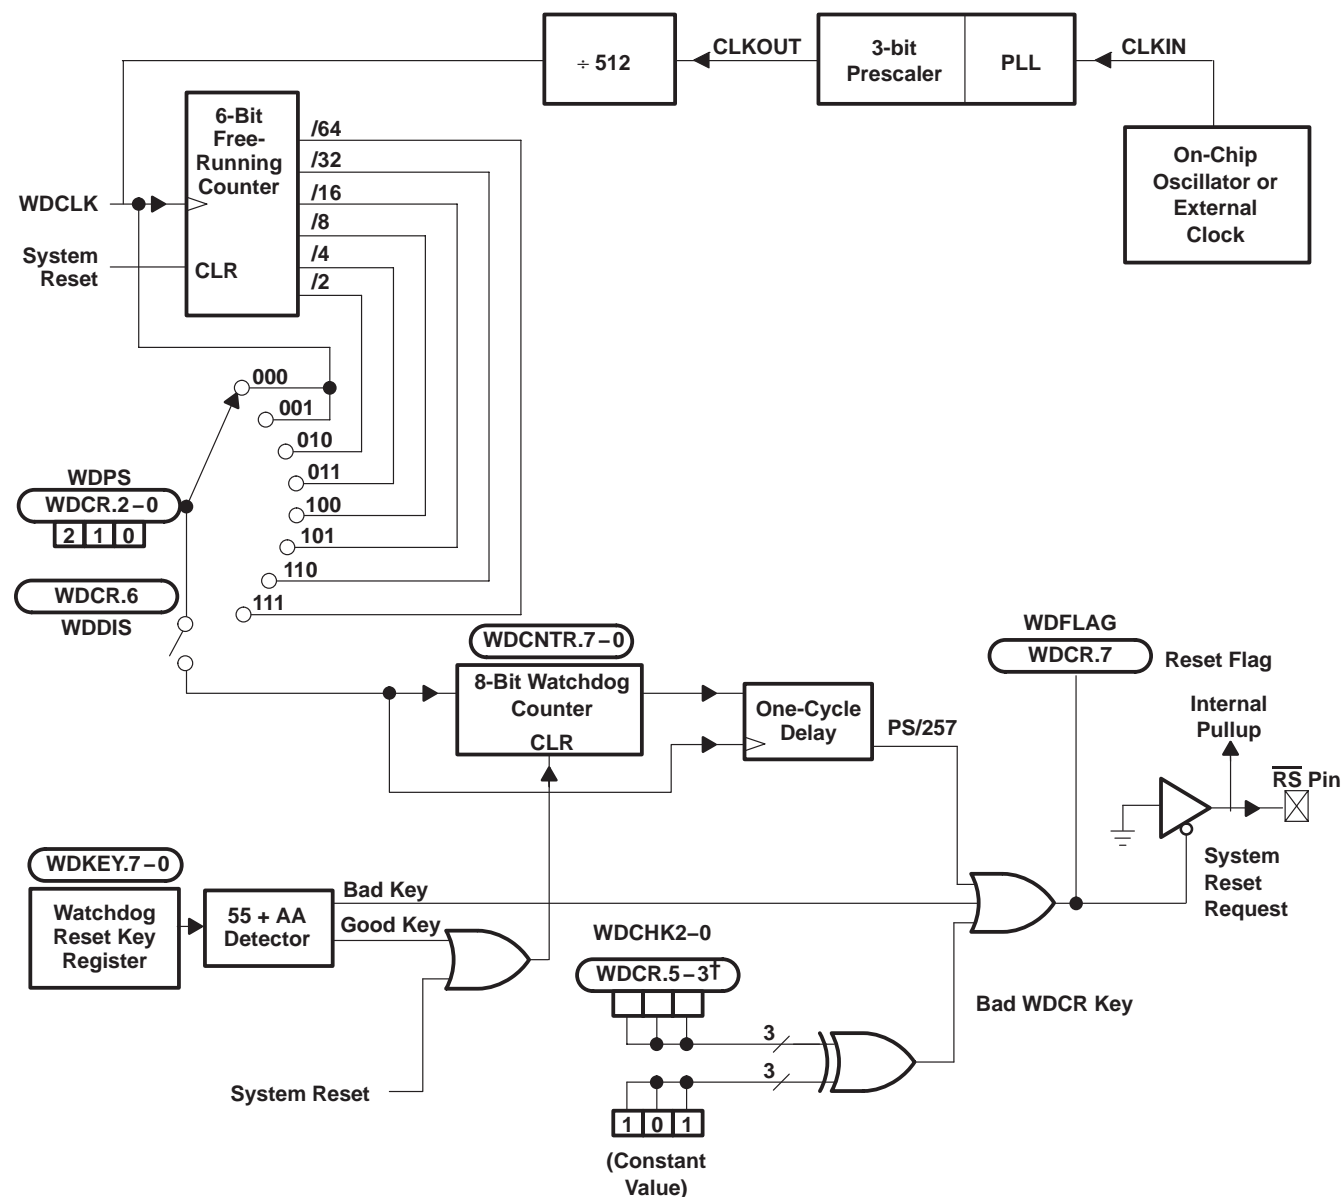 ÷ 512
CLKOUT
3-bit
Prescaler
PLL
CLKIN
On-Chip
Oscillator or
External
Clock
6-Bit
Free-
Running
Counter
CLR
/64
/32
/16
/8
/4
/2
WDCLK
System
Reset
000
001
010
011
100
101
110
111
WDPS
WDCR.2–0
2 1 0
WDCR.6
WDDIS
WDCNTR.7–0
8-Bit Watchdog
Counter
CLR
One-Cycle
Delay
PS/257
WDFLAG
WDCR.7
Reset Flag
Internal
Pullup
RS Pin
System
Reset
Request
WDKEY.7–0
Watchdog
Reset Key
Register
55 + AA
Detector
Bad Key
Good Key
System Reset
WDCHK2–0
WDCR.5–3†
3
3
Bad WDCR Key
1 0 1
(Constant
Value)